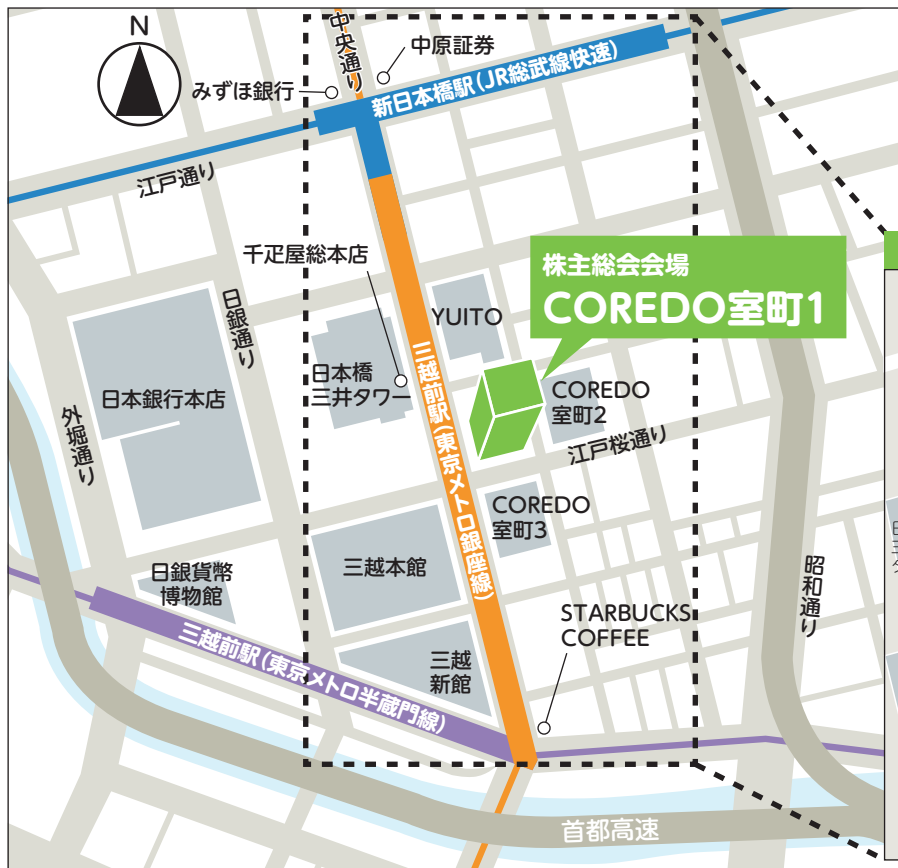 N
中央通り
中原証券
みずほ銀行
新日本橋駅(JR総武線快速)
江戸通り
千疋屋総本店
株主総会会場
COREDO室町1
日銀通り
YUITO
日本橋
三井タワー
三越前駅(東京メトロ銀座線)
COREDO
室町2
日本銀行本店
外堀通り
江戸桜通り
COREDO
室町3
三越本館
日銀貨幣
博物館
昭和通り
STARBUCKS
COFFEE
三越前駅(東京メトロ半蔵門線)
三越
新館
首都高速